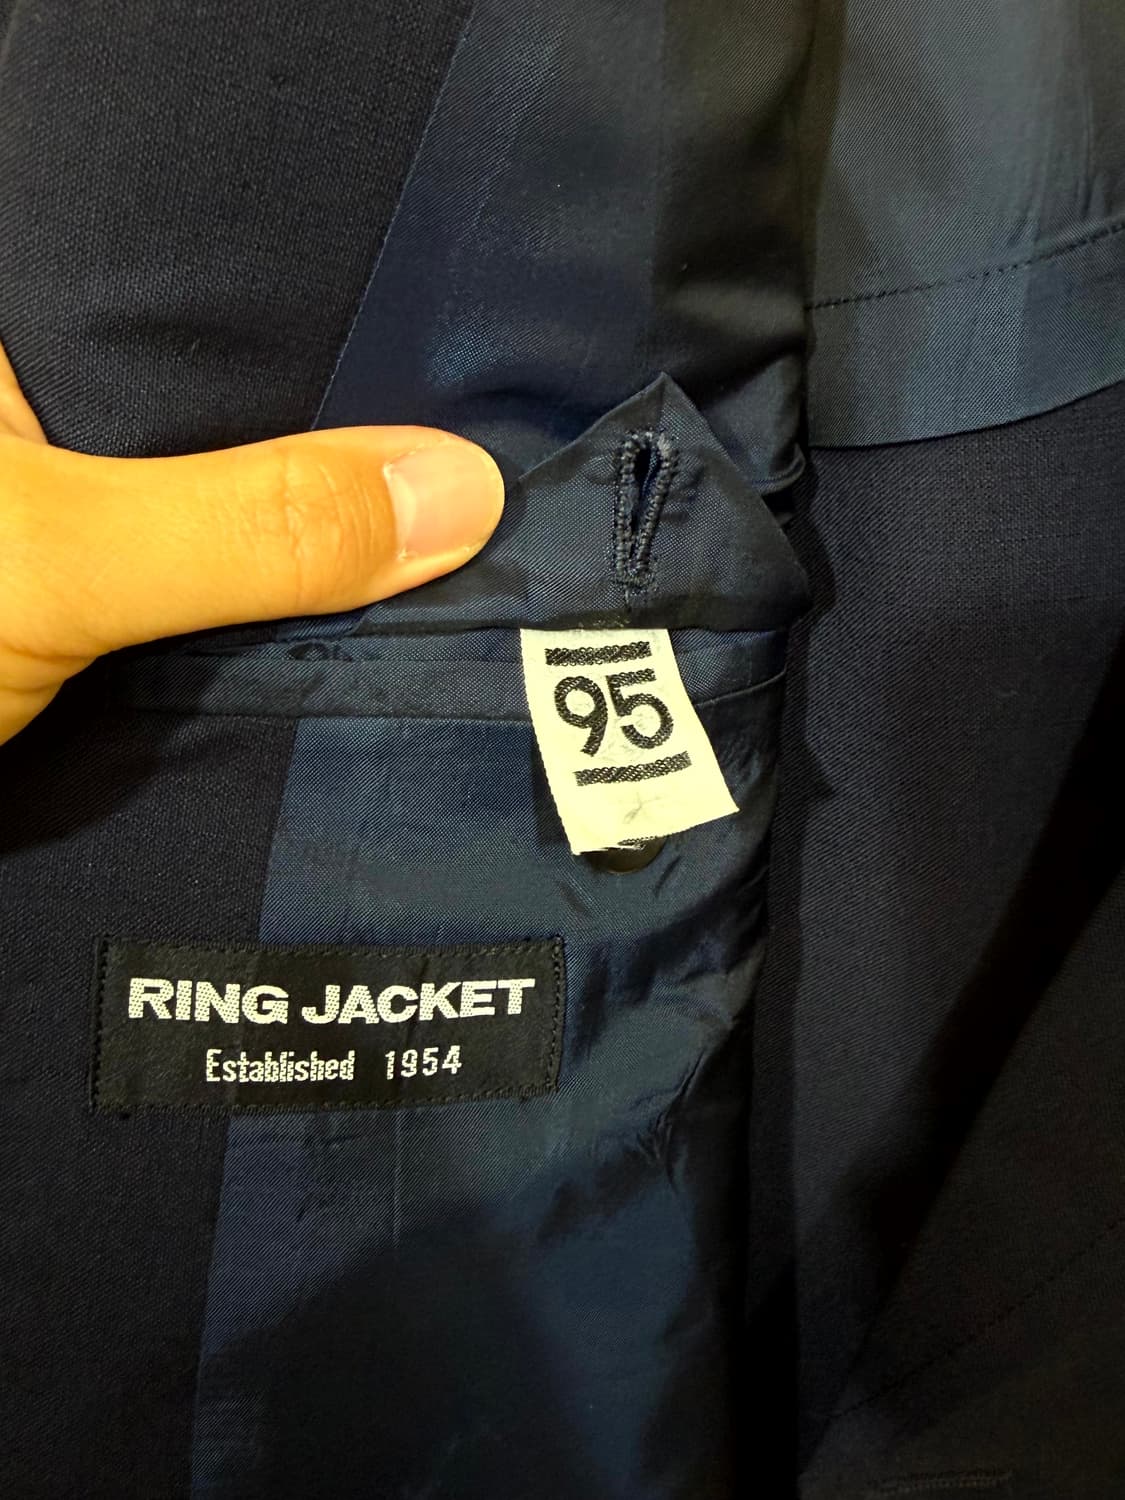 95
RING JACKET
Established 1954